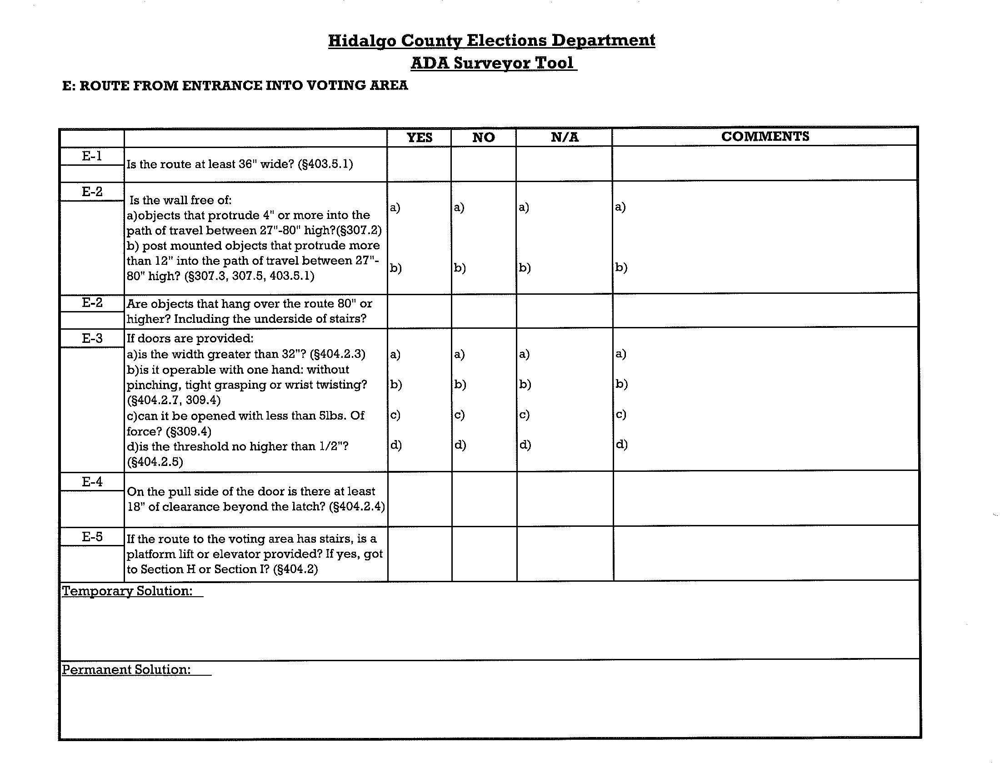 Hidalgo County Elections Department
ADA Surveyor Tool
E: ROUTE FROM ENTRANCE INTO VOTING AREA
YES NO N/A COMMENTS
E-1
Is the route at least 36" wide? (§403.5.1)
E-2
Is the wall free of:
a)objects that protrude 4" or more into the
path of travel between 27"-80" high?(§307.2)
b) post mounted objects that protrude more
than 12" into the path of travel between 27"-
80" high? (§307.3, 307.5, 403.5.1)
a) a) a) a)
b) b) b) b)
E-2
Are objects that hang over the route 80" or
higher? Including the underside of stairs?
E-3
If doors are provided:
a)is the width greater than 32"? (§404.2.3)
b)is it operable with one hand: without
pinching, tight grasping or wrist twisting?
(§404.2.7, 309.4)
c)can it be opened with less than 5lbs. Of
force? (§309.4)
d)is the threshold no higher than 1/2"?
(§404.2.5)
a) a) a) a)
b) b) b) b)
c) c) c) c)
d) d) d) d)
E-4
On the pull side of the door is there at least
18" of clearance beyond the latch? (§404.2.4)
E-5
If the route to the voting area has stairs, is a
platform lift or elevator provided? If yes, got
to Section H or Section I? (§404.2)
Temporary Solution:
Permanent Solution: